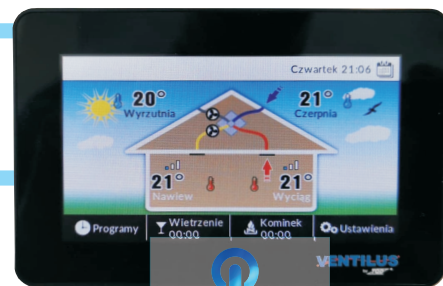 Czwartek 21:06
20°
Wyrzutnia
21°
Czerpnia
21°
Nawiew
21°
Wyciąg
Programy
Wietrzenie
00:00
Kominek
00:00
Ustawienia
VENTILUS